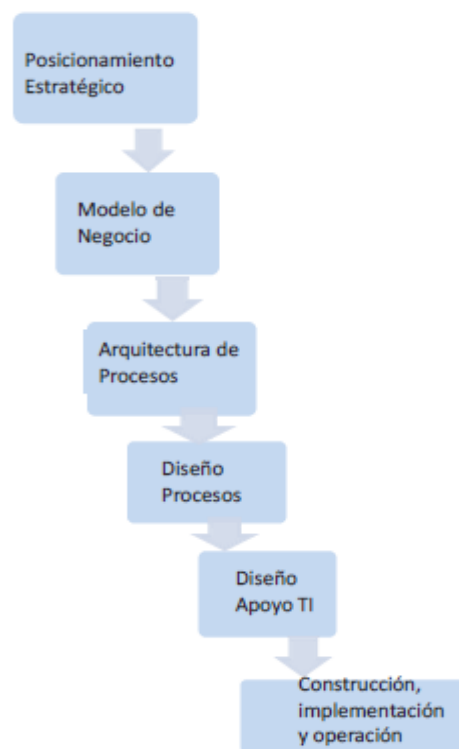 Posicionamiento
Estratégico
Modelo de
Negocio
Arquitectura de
Procesos
Diseño
Procesos
Diseño
Apoyo TI
Construcción,
implementación
y operación